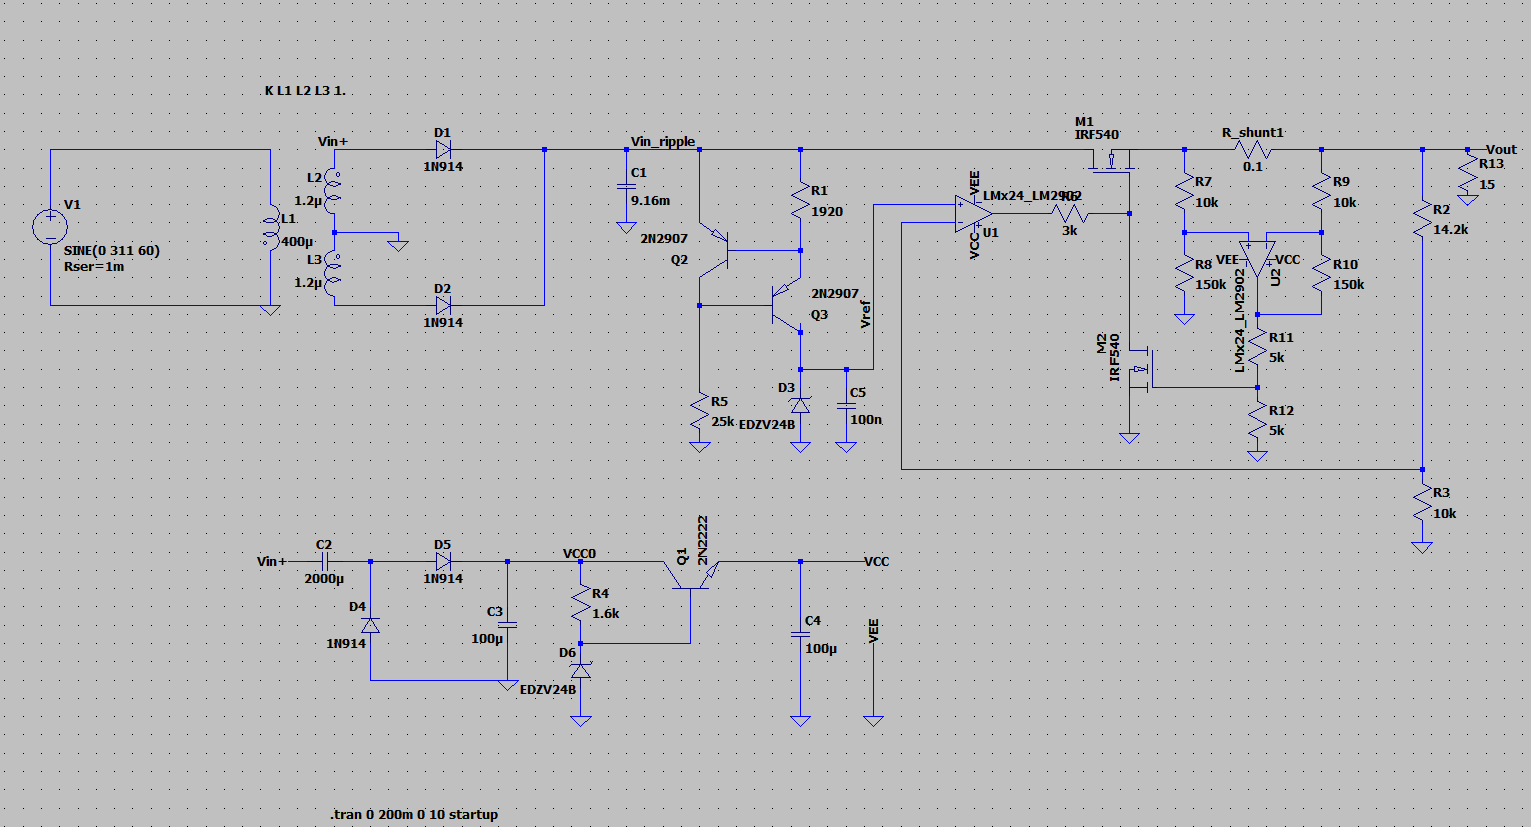 K L1 L2 L3 1.
V1
SINE(0 311 60)
Rser=1m
L1
400µ
Vin+
L2
1.2µ
L3
1.2µ
D1
1N914
D2
1N914
Vin_ripple
C1
9.16m
2N2907
Q2
R1
1920
2N2907
Q3
Vref
R5
25k
D3
EDZV24B
C5
100n
VEE
LMx24_LM2902
VCC
U1
R6
3k
M1
IRF540
R7
10k
R8
150k
R_shunt1
0.1
R9
10k
R10
150k
VEE
VCC
U2
LMx24_LM2902
M2
IRF540
R11
5k
R12
5k
R2
14.2k
R3
10k
Vout
R13
15
Vin+
C2
2000µ
D4
1N914
D5
1N914
C3
100µ
VCC0
R4
1.6k
D6
EDZV24B
Q1
2N2222
C4
100µ
VCC
VEE
.tran 0 200m 0 10 startup